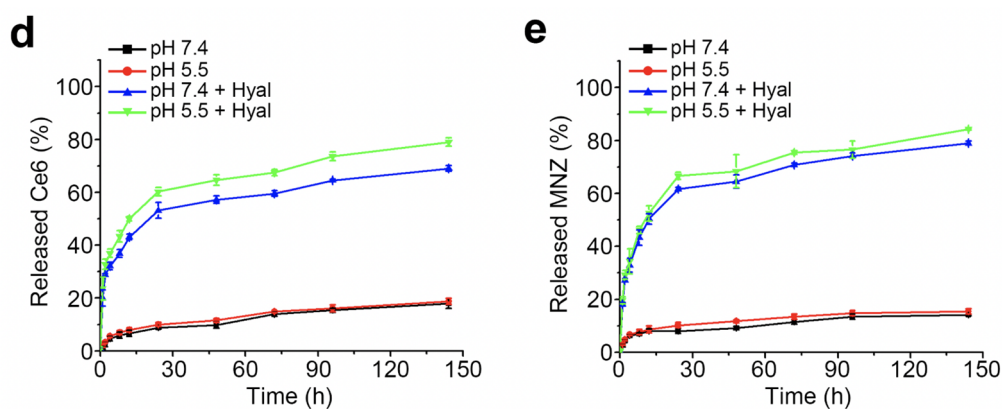 d
pH 7.4
pH 5.5
pH 7.4 + Hyal
pH 5.5 + Hyal
Released Ce6 (%)
100
80
60
40
20
0
0 30 60 90 120 150
Time (h)
e
pH 7.4
pH 5.5
pH 7.4 + Hyal
pH 5.5 + Hyal
Released MNZ (%)
100
80
60
40
20
0
0 30 60 90 120 150
Time (h)